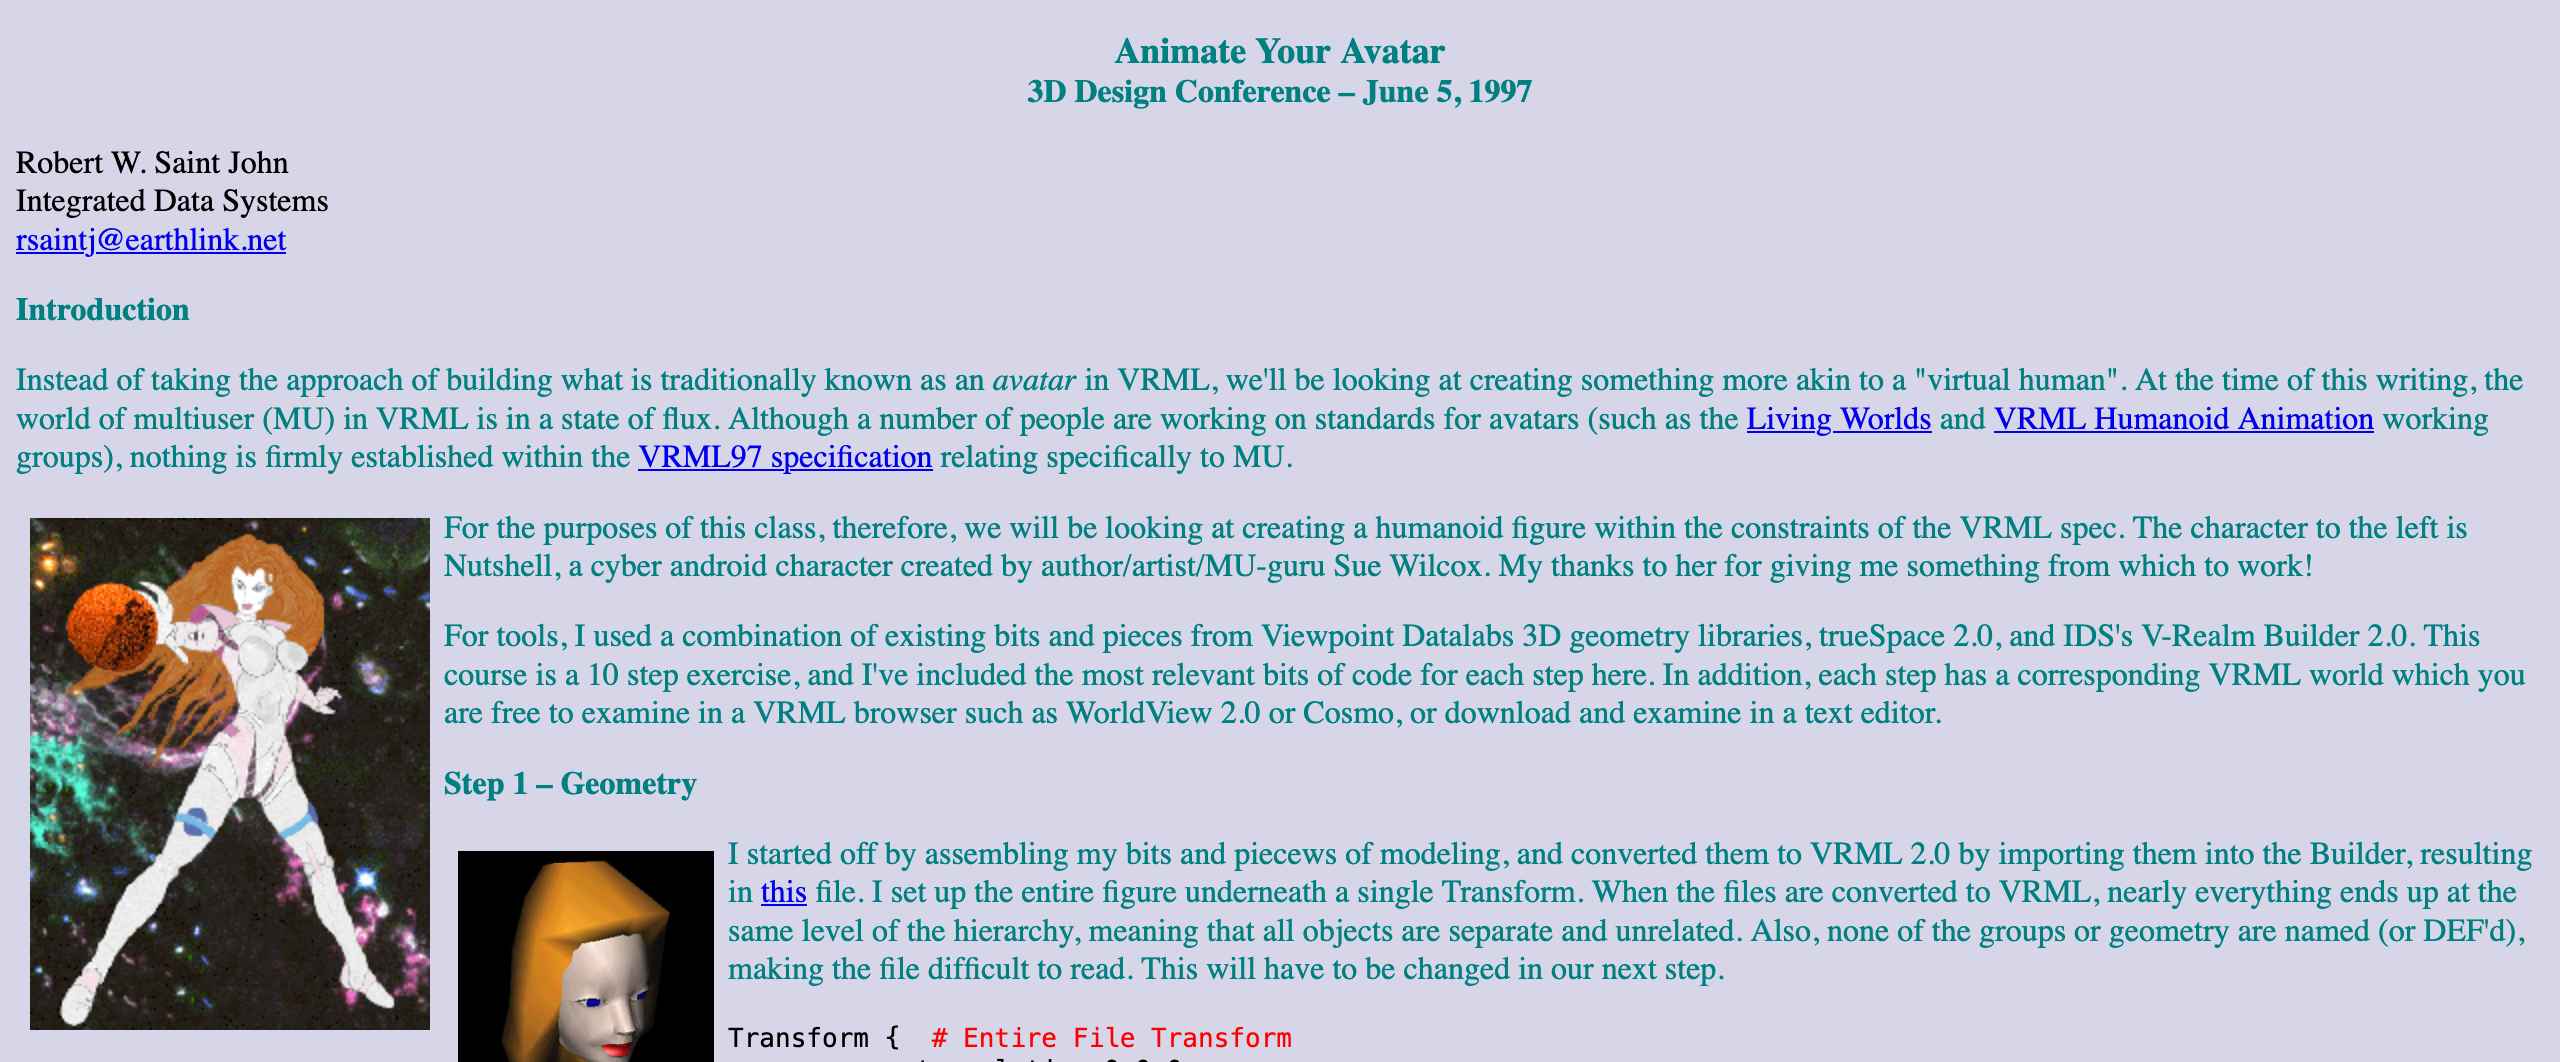 Animate Your Avatar
3D Design Conference – June 5, 1997
Robert W. Saint John
Integrated Data Systems
rsaintj@earthlink.net
Introduction
Instead of taking the approach of building what is traditionally known as an avatar in VRML, we'll be looking at creating something more akin to a "virtual human". At the time of this writing, the
world of multiuser (MU) in VRML is in a state of flux. Although a number of people are working on standards for avatars (such as the Living Worlds and VRML Humanoid Animation working
groups), nothing is firmly established within the VRML97 specification relating specifically to MU.
For the purposes of this class, therefore, we will be looking at creating a humanoid figure within the constraints of the VRML spec. The character to the left is
Nutshell, a cyber android character created by author/artist/MU-guru Sue Wilcox. My thanks to her for giving me something from which to work!
For tools, I used a combination of existing bits and pieces from Viewpoint Datalabs 3D geometry libraries, trueSpace 2.0, and IDS's V-Realm Builder 2.0. This
course is a 10 step exercise, and I've included the most relevant bits of code for each step here. In addition, each step has a corresponding VRML world which you
are free to examine in a VRML browser such as WorldView 2.0 or Cosmo, or download and examine in a text editor.
Step 1 – Geometry
I started off by assembling my bits and piecews of modeling, and converted them to VRML 2.0 by importing them into the Builder, resulting
in this file. I set up the entire figure underneath a single Transform. When the files are converted to VRML, nearly everything ends up at the
same level of the hierarchy, meaning that all objects are separate and unrelated. Also, none of the groups or geometry are named (or DEF'd),
making the file difficult to read. This will have to be changed in our next step.
Transform {  # Entire File Transform